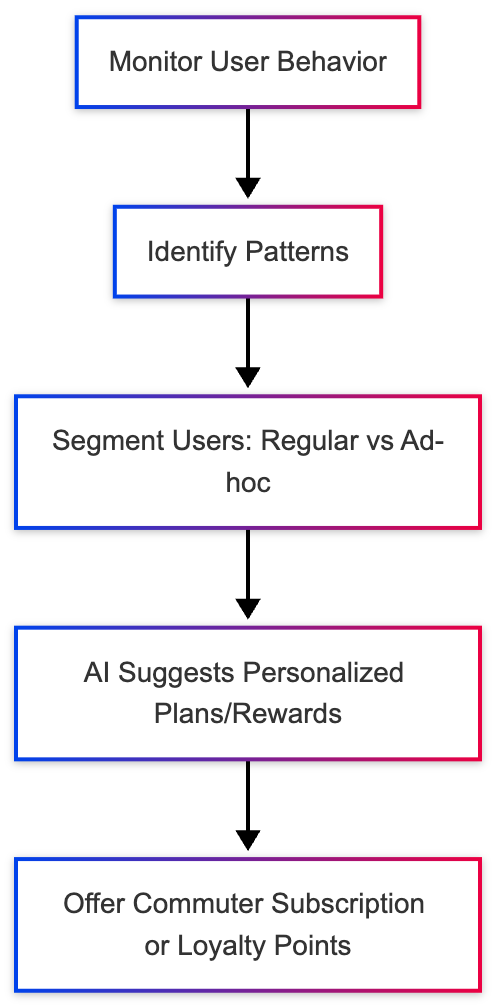 Monitor User Behavior
Identify Patterns
Segment Users: Regular vs Ad-
hoc
AI Suggests Personalized
Plans/Rewards
Offer Commuter Subscription
or Loyalty Points